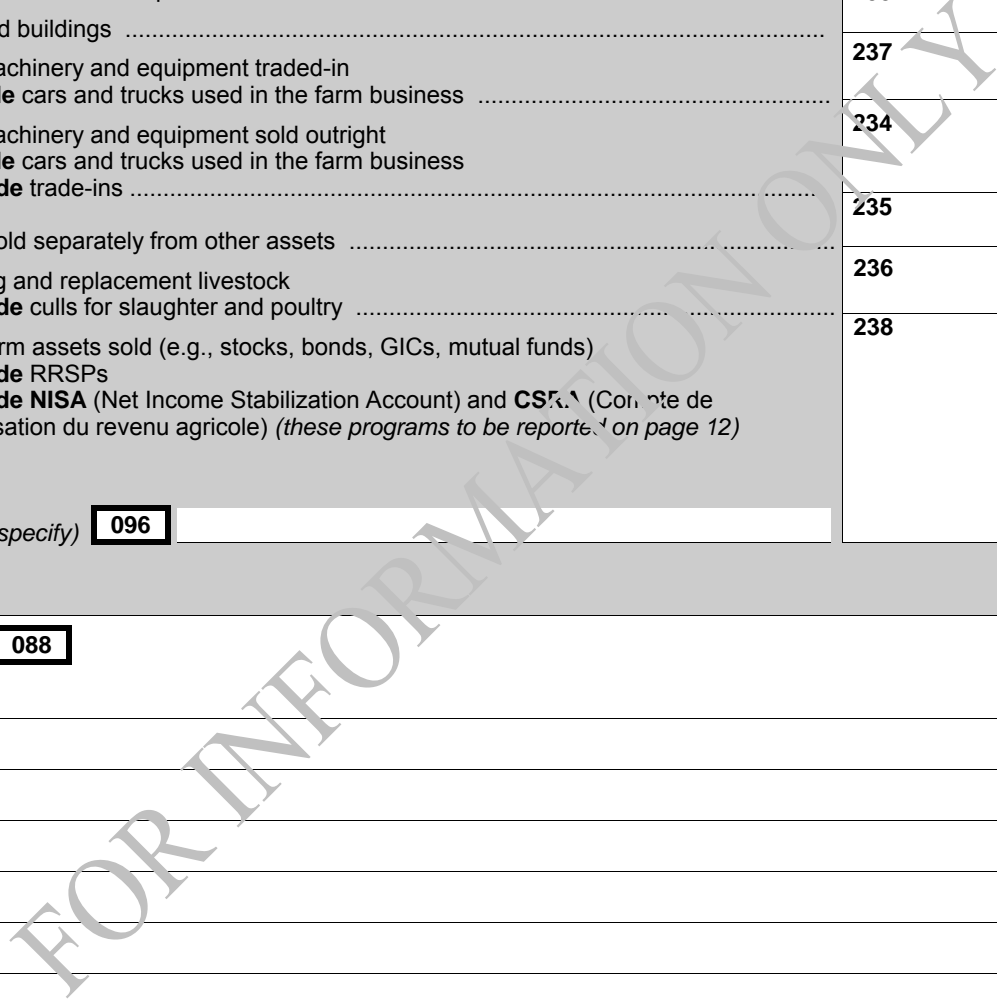 d buildings ....................................................................................................................
237
achinery and equipment traded-in
le cars and trucks used in the farm business ..........................................................
234
achinery and equipment sold outright
de cars and trucks used in the farm business
de trade-ins ....................................................................................................................
235
old separately from other assets ................................................................................
236
g and replacement livestock
de culls for slaughter and poultry ................................................................................
238
rm assets sold (e.g., stocks, bonds, GICs, mutual funds)
de RRSPs
de NISA (Net Income Stabilization Account) and CSRA (Compte de
sation du revenu agricole) (these programs to be reported on page 12)
specify) 096
088
FOR INFORMATION ONLY